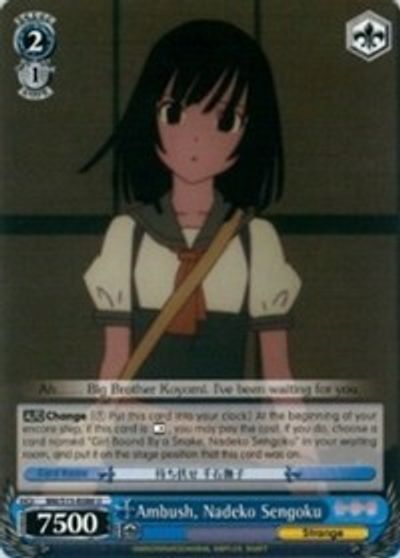 2
1
Ah...... Big Brother Koyomi. I've been waiting for you.
Change [ Put this card into your clock] At the beginning of your
encore step, if this card is , you may pay the cost. If you do, choose a
card named "Girl Bound By a Snake, Nadeko Sengoku" in your
waiting room and put it on the stage position that this card was on.
Card Name 待ち伏せ 千石撫子
7500 Ambush, Nadeko Sengoku
Strange